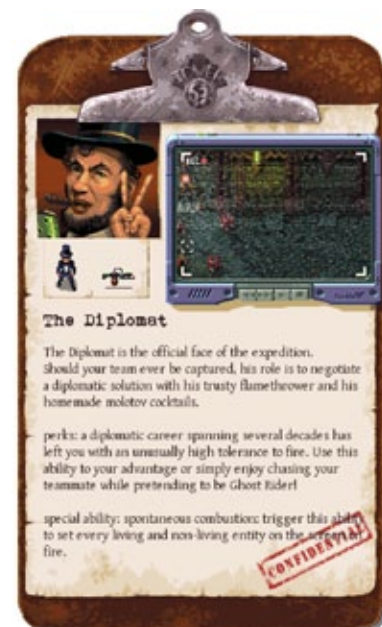 The Diplomat
The Diplomat is the official face of the expedition.
Should your team ever be captured, his role is to negotiate
a diplomatic solution with his trusty flamethrower and his
homemade molotov cocktails.
perks: a diplomatic career spanning several decades has
left you with an unusually high tolerance to fire. Use this
ability to your advantage or simply enjoy chasing your
teammate while pretending to be Ghost Rider!
special ability: spontaneous combustion: trigger this ability
to set every living and non-living entity on the screen on
fire.
CONFIDENTIAL